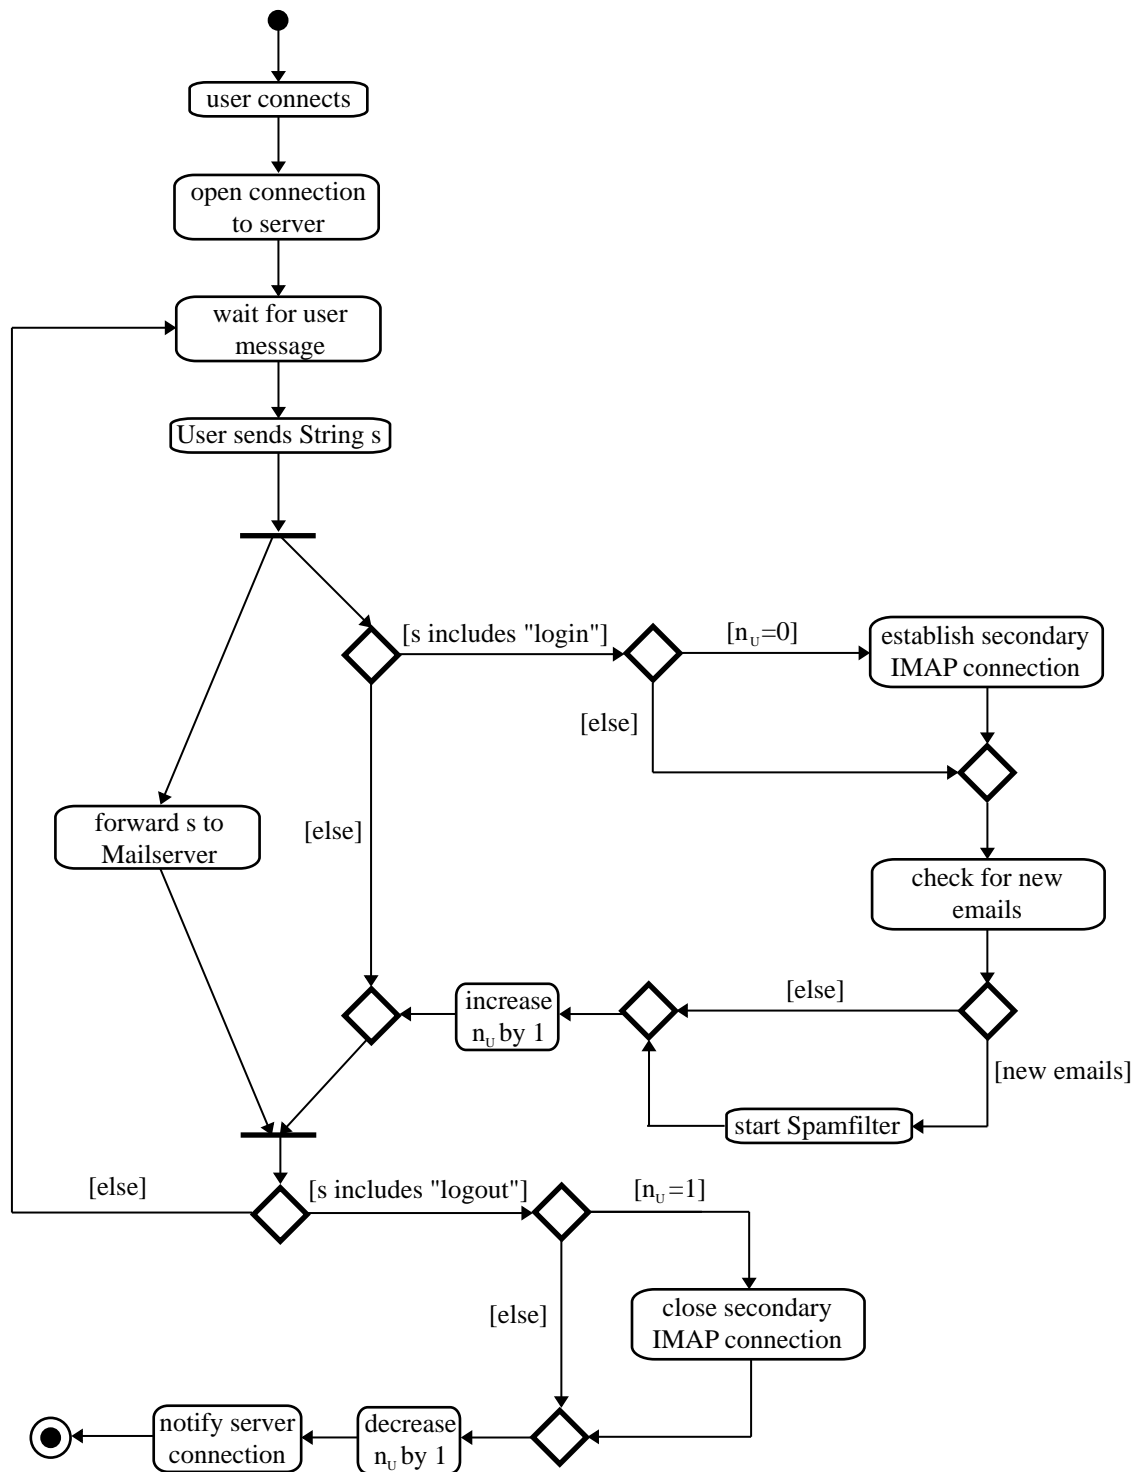 user connects
open connection
to server
wait for user
message
User sends String s
[s includes "login"]
[nU=0]
establish secondary
IMAP connection
[else]
forward s to
Mailserver
[else]
check for new
emails
[else]
increase
nU by 1
[new emails]
start Spamfilter
[else]
[s includes "logout"]
[nU=1]
[else]
close secondary
IMAP connection
notify server
connection
decrease
nU by 1